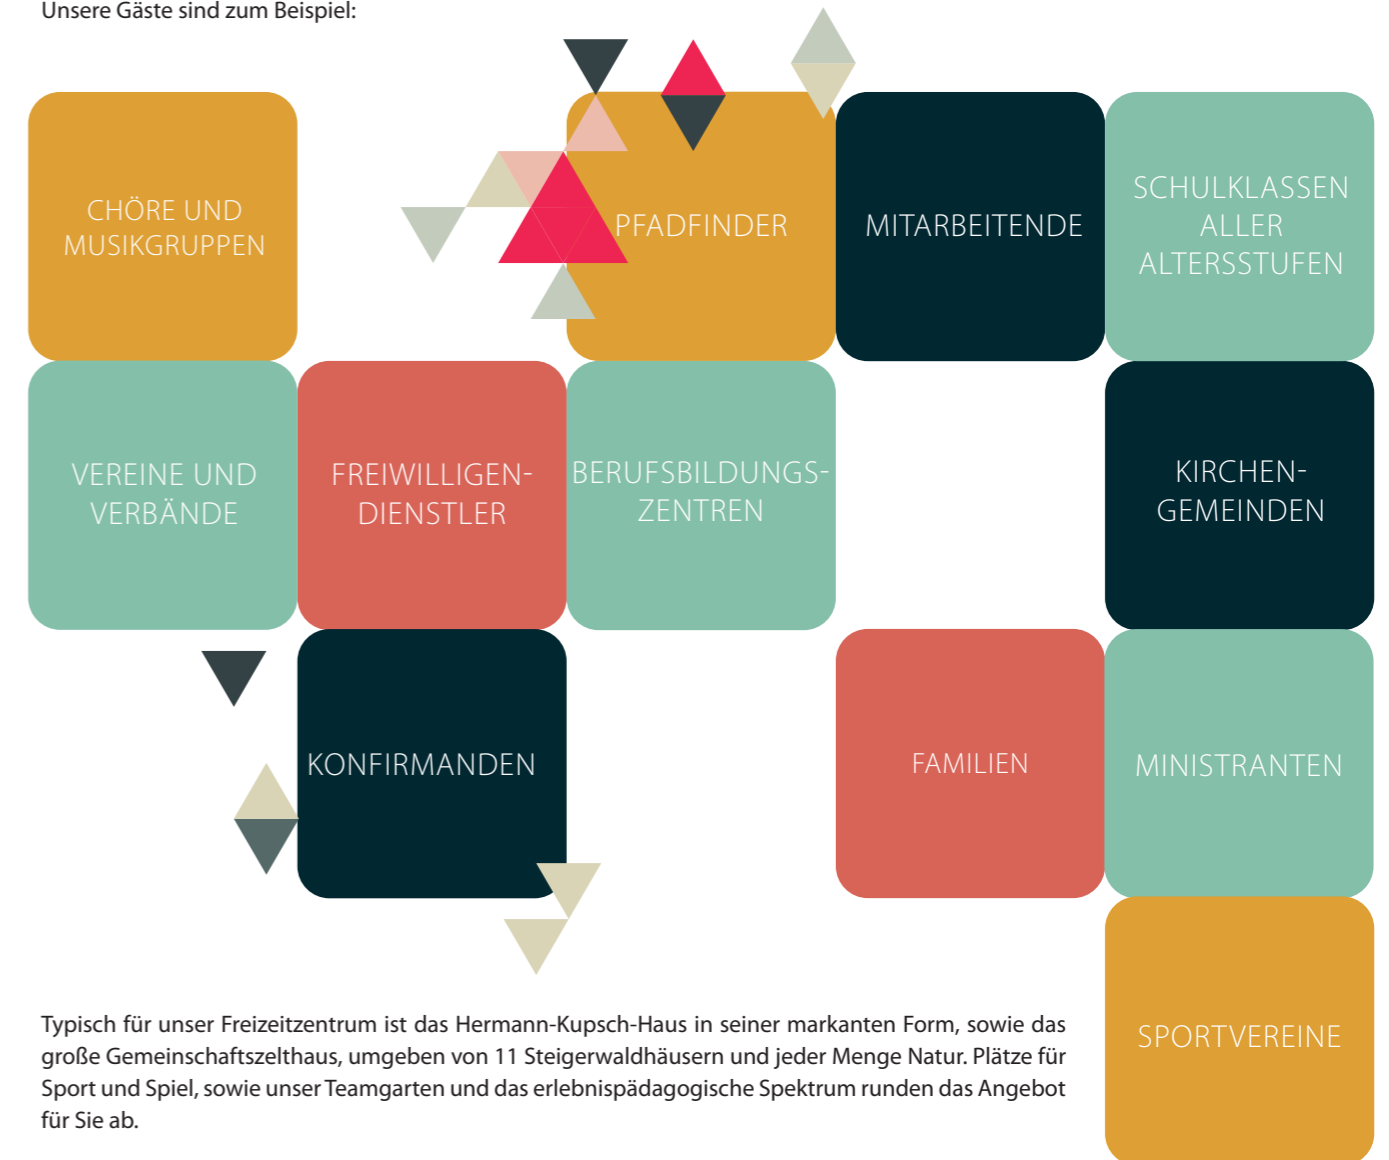 Unsere Gäste sind zum Beispiel:
CHÖRE UND
MUSIKGRUPPEN
PFADFINDER
MITARBEITENDE
SCHULKLASSEN
ALLER
ALTERSSTUFEN
VEREINE UND
VERBÄNDE
FREIWILLIGEN-
DIENSTLER
BERUFSBILDUNGS-
ZENTREN
KIRCHEN-
GEMEINDEN
KONFIRMANDEN
FAMILIEN
MINISTRANTEN
SPORTVEREINE
Typisch für unser Freizeitzentrum ist das Hermann-Kupsch-Haus in seiner markanten Form, sowie das
große Gemeinschaftszelthaus, umgeben von 11 Steigerwaldhäusern und jeder Menge Natur. Plätze für
Sport und Spiel, sowie unser Teamgarten und das erlebnispädagogische Spektrum runden das Angebot
für Sie ab.